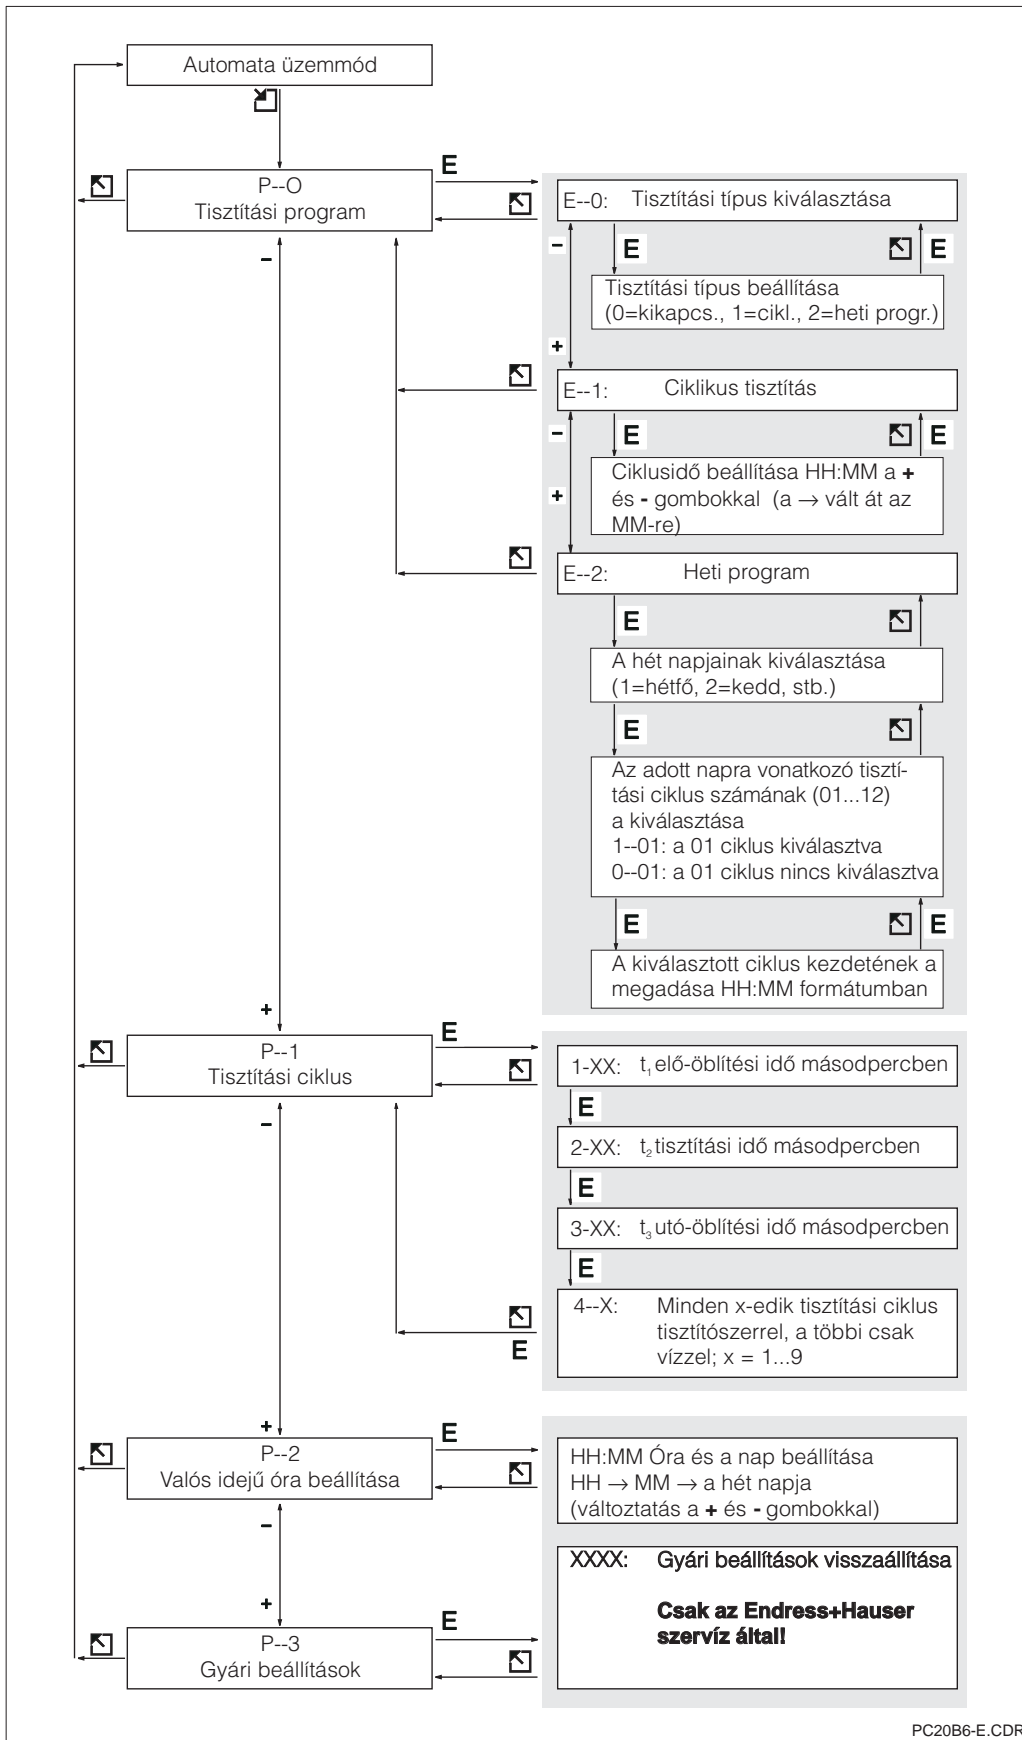 Automata üzemmód
P--O
Tisztítási program
E
E--0: Tisztítási típus kiválasztása
-
E
E
Tisztítási típus beállítása
(0=kikapcs., 1=cikl., 2=heti progr.)
+
E--1: Ciklikus tisztítás
-
E
E
Ciklusidő beállítása HH:MM a +
és - gombokkal (a → vált át az
MM-re)
+
E--2: Heti program
E
A hét napjainak kiválasztása
(1=hétfő, 2=kedd, stb.)
E
Az adott napra vonatkozó tisztí-
tási ciklus számának (01...12)
a kiválasztása
1--01: a 01 ciklus kiválasztva
0--01: a 01 ciklus nincs kiválasztva
E
E
A kiválasztott ciklus kezdetének a
megadása HH:MM formátumban
-
+
P--1
Tisztítási ciklus
E
1-XX: t₁ elő-öblítési idő másodpercben
E
2-XX: t₂ tisztítási idő másodpercben
E
3-XX: t₃ utó-öblítési idő másodpercben
E
4--X: Minden x-edik tisztítási ciklus
tisztítószerrel, a többi csak
vízzel; x = 1...9
E
-
+
P--2
Valós idejű óra beállítása
E
HH:MM Óra és a nap beállítása
HH → MM → a hét napja
(változtatás a + és - gombokkal)
-
+
P--3
Gyári beállítások
E
XXXX: Gyári beállítások visszaállítása
Csak az Endress+Hauser
szervíz által!
PC20B6-E.CDR